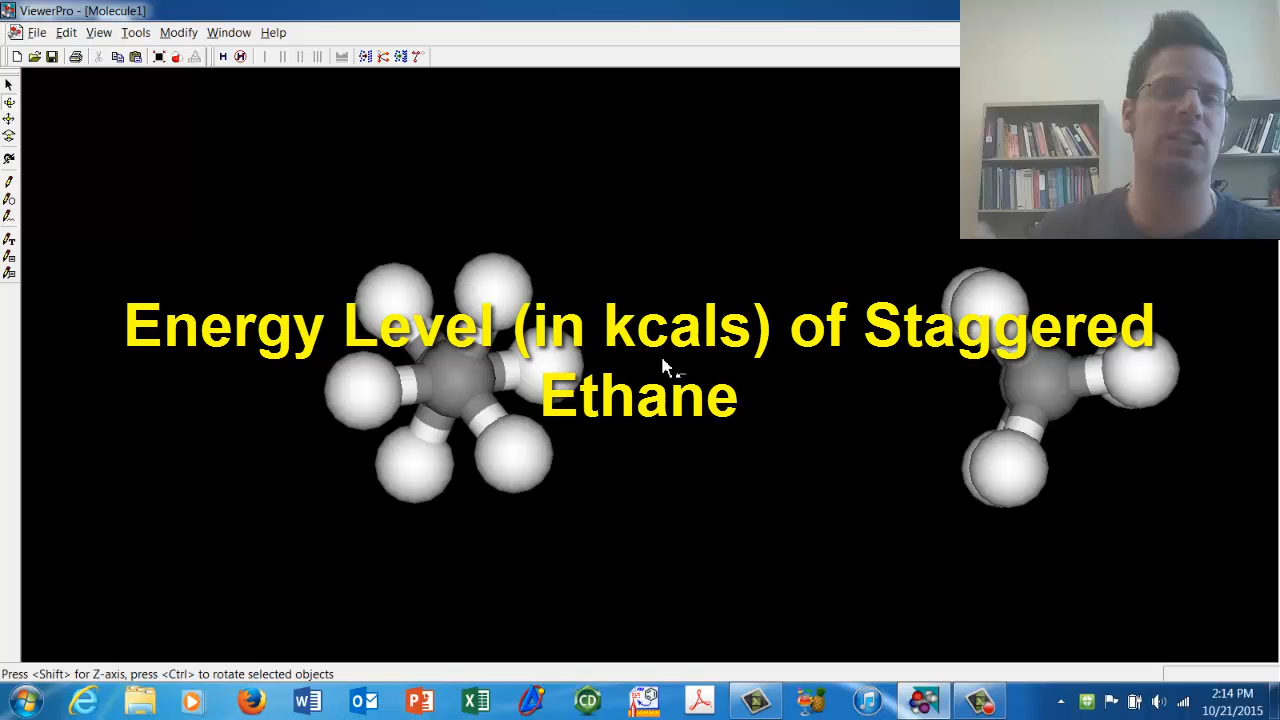 ViewerPro - [Molecule1]
File Edit View Tools Modify Window Help
Energy Level (in kcals) of Staggered
Ethane
Press <Shift> for Z-axis, press <Ctrl> to rotate selected objects
2:14 PM
10/21/2015